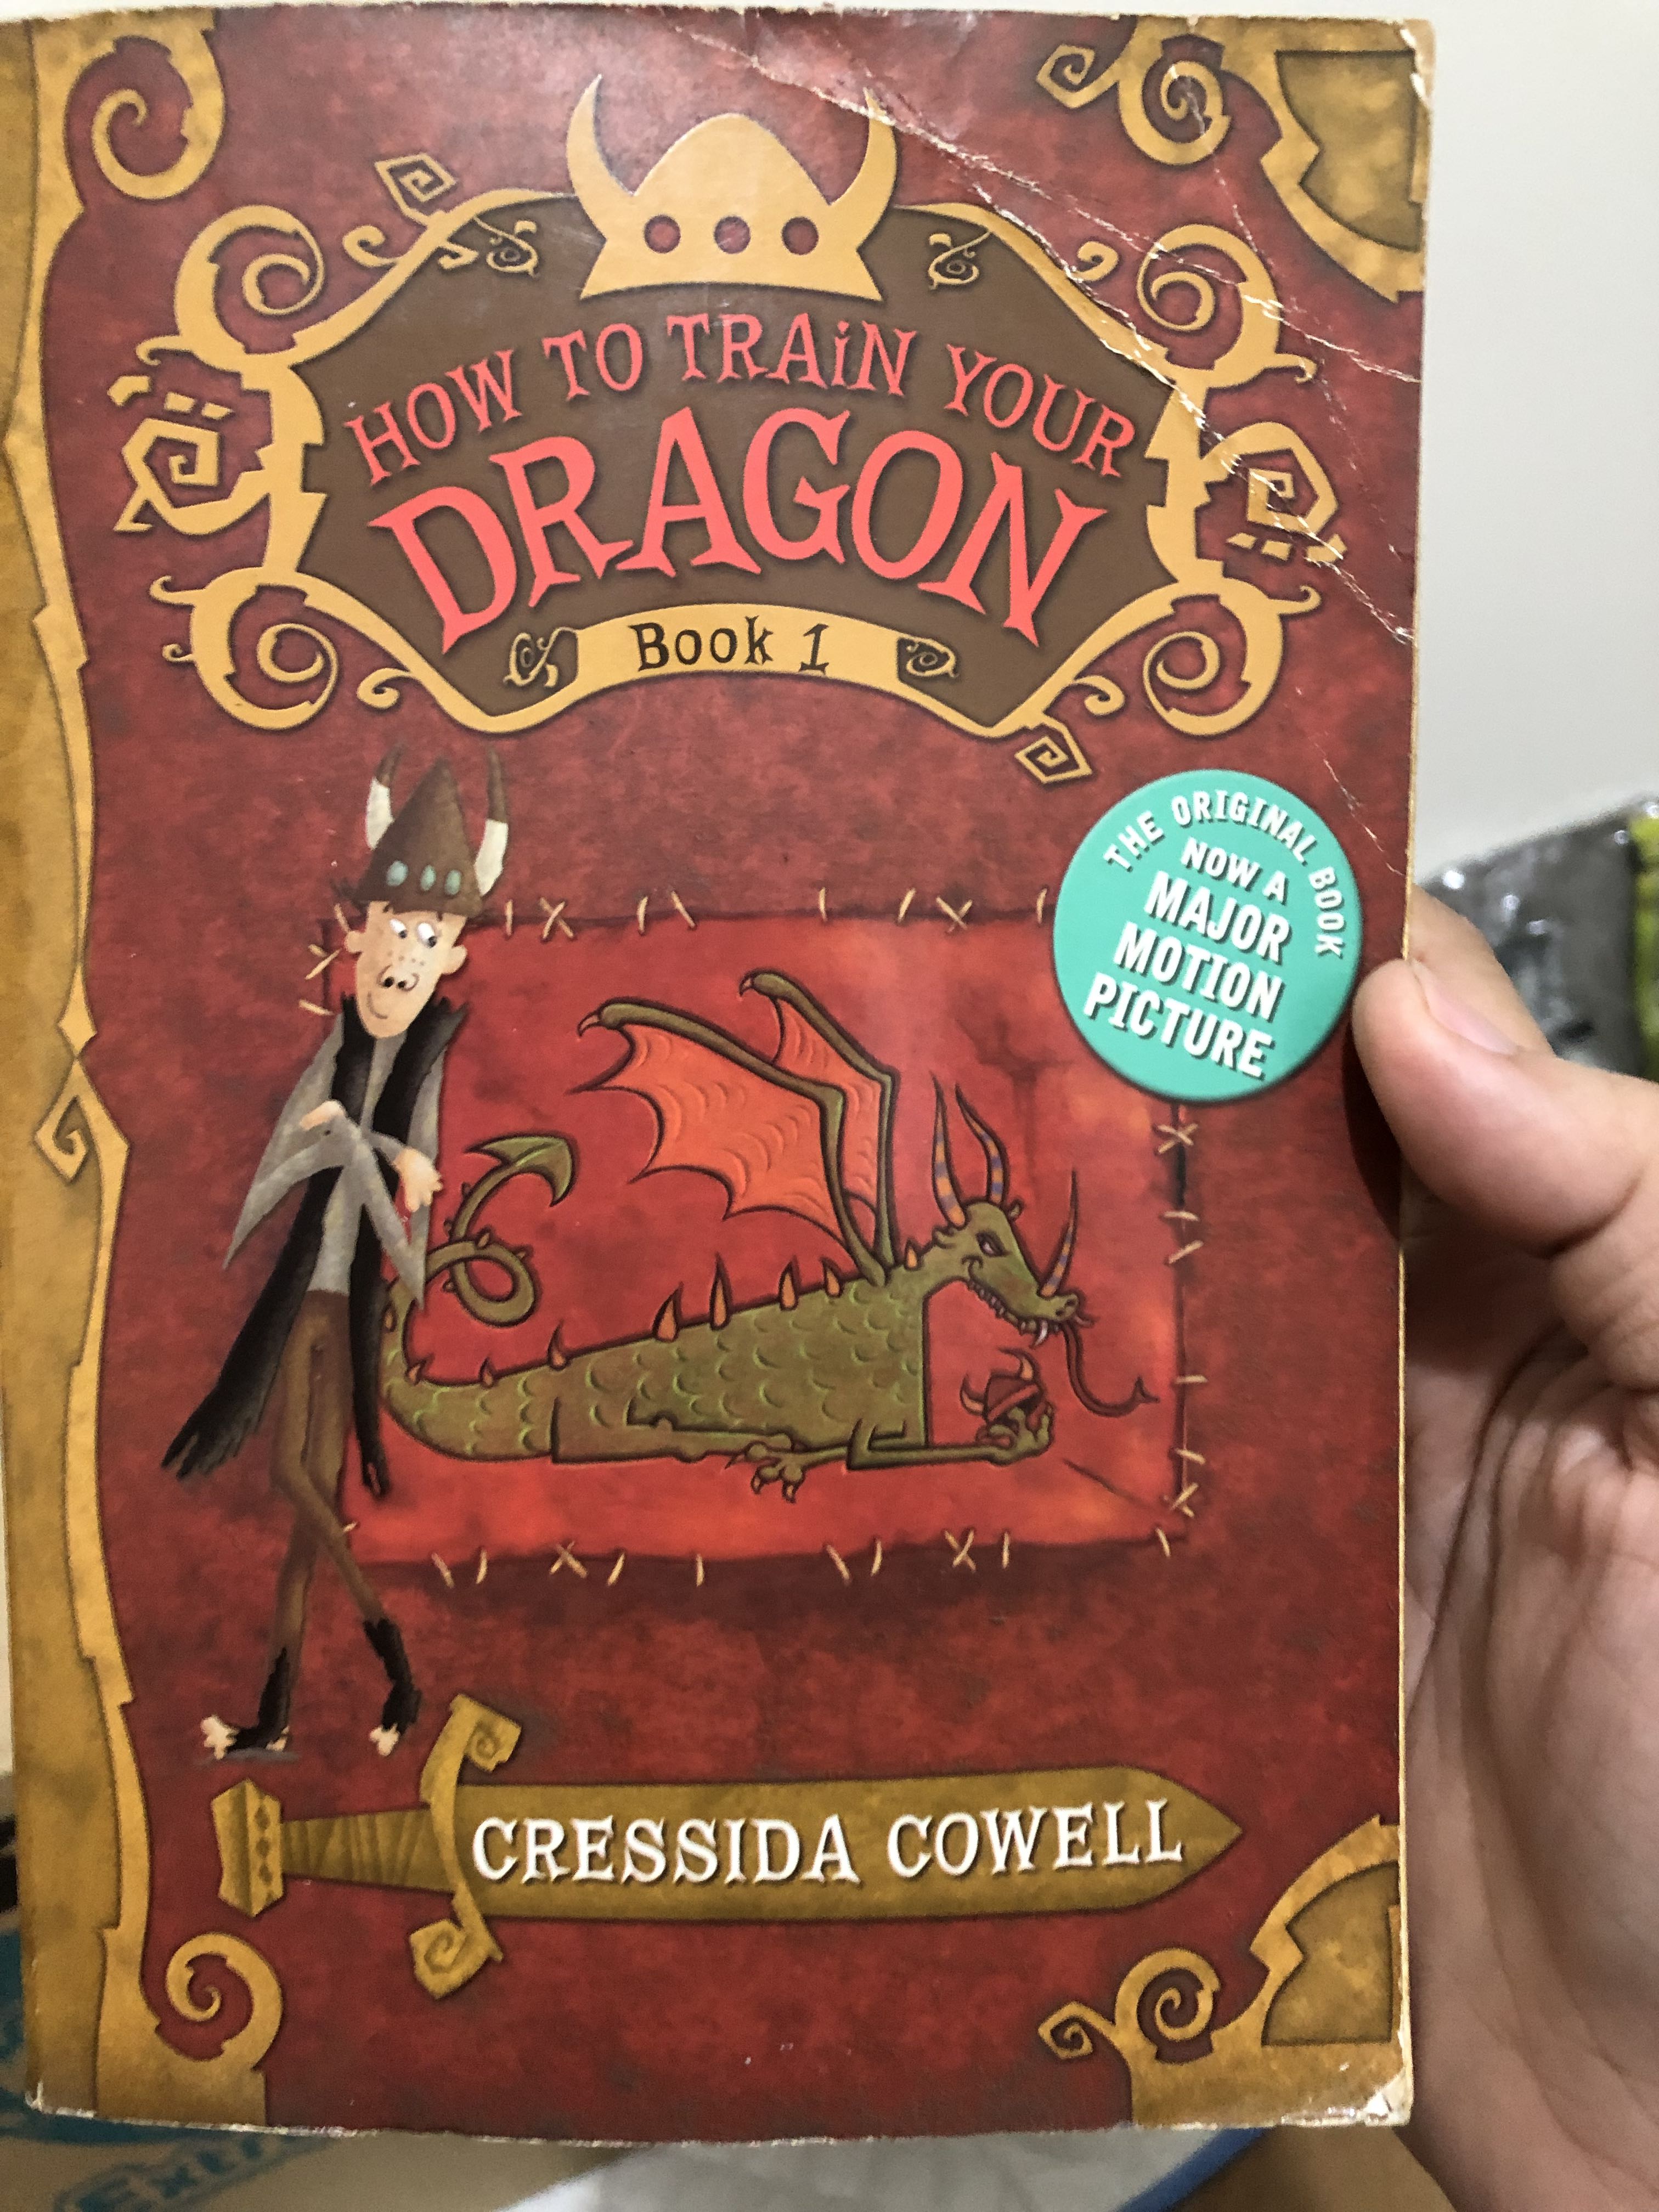 HOW TO TRAiN YOUR
DRAGON
Book 1
THE ORIGINAL BOOK
NOW A
MAJOR
MOTION
PICTURE
CRESSIDA COWELL